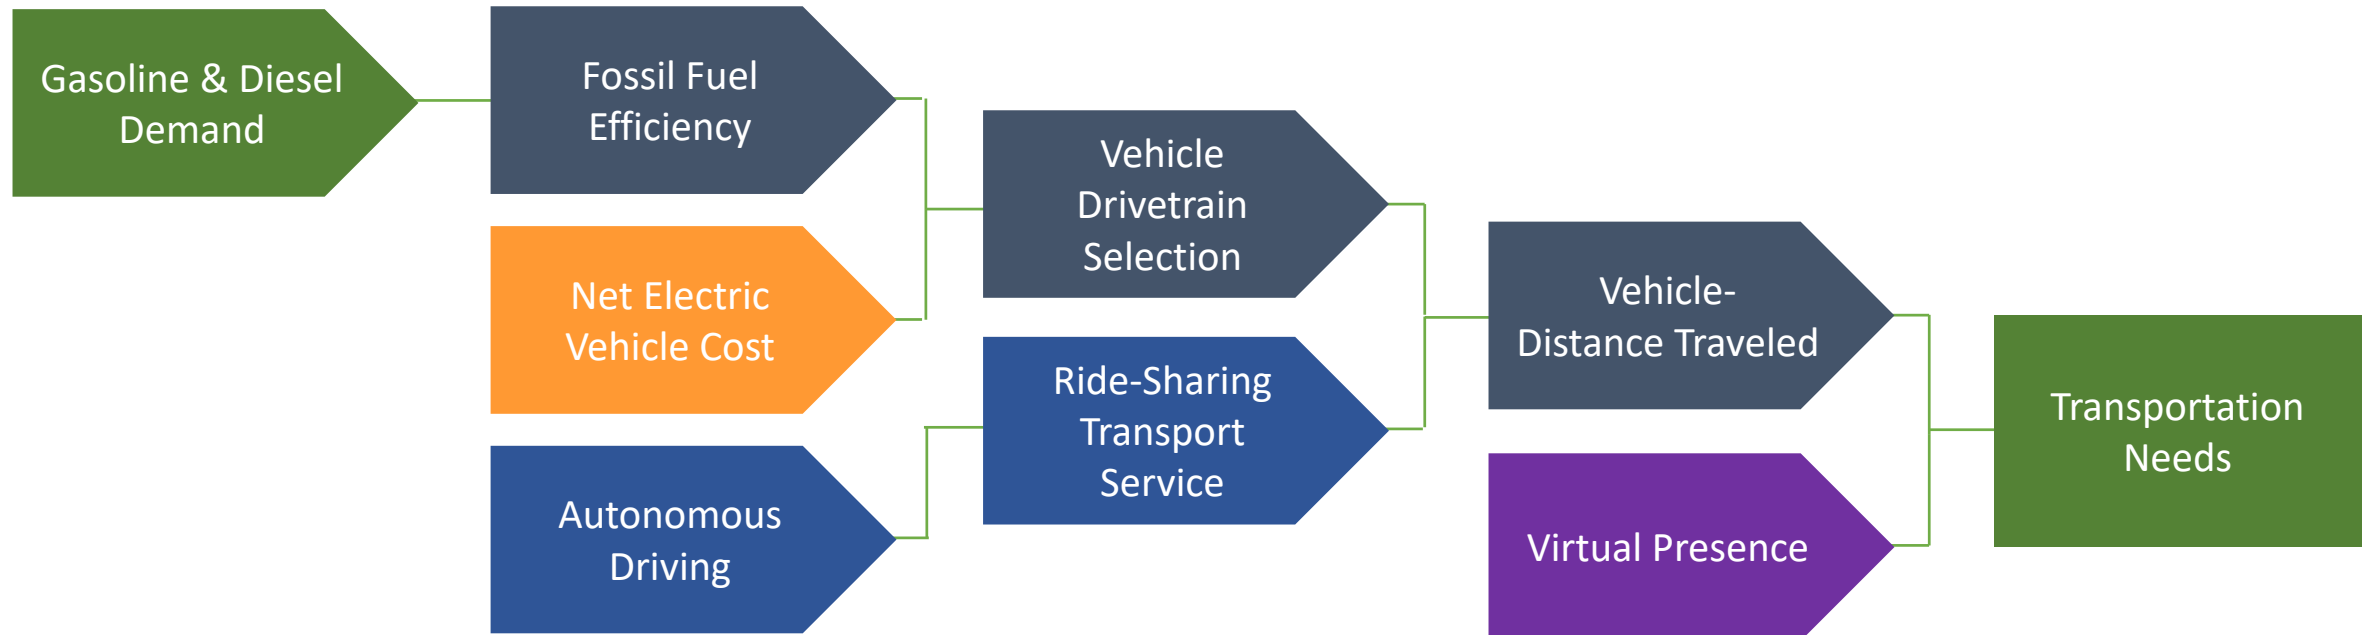 Gasoline & Diesel
Demand
Fossil Fuel
Efficiency
Net Electric
Vehicle Cost
Autonomous
Driving
Vehicle
Drivetrain
Selection
Ride-Sharing
Transport
Service
Vehicle-
Distance Traveled
Virtual Presence
Transportation
Needs